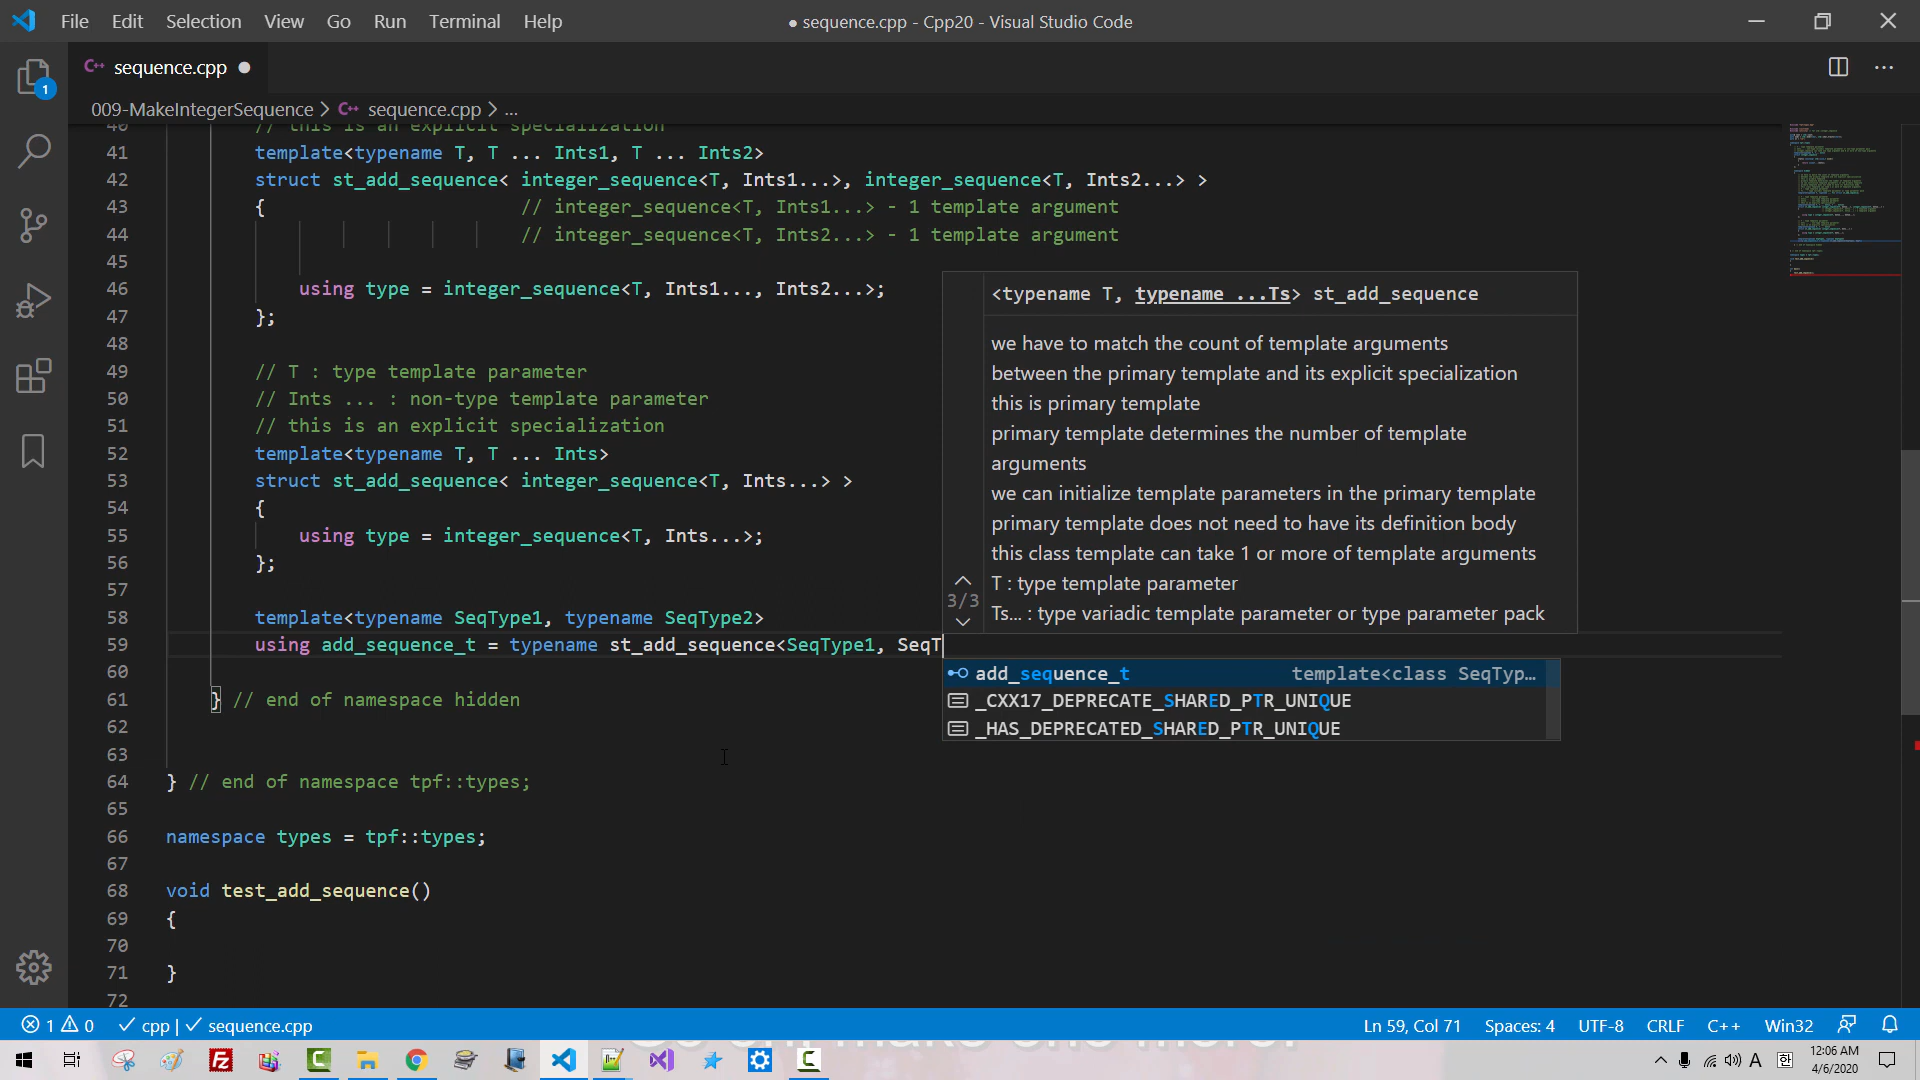 File Edit Selection View Go Run Terminal Help
● sequence.cpp - Cpp20 - Visual Studio Code
C++ sequence.cpp ●
1
009-MakeIntegerSequence > C++ sequence.cpp > ...
40 // this is an explicit specialization
41 template<typename T, T ... Ints1, T ... Ints2>
42 struct st_add_sequence< integer_sequence<T, Ints1...>, integer_sequence<T, Ints2...> >
43 { // integer_sequence<T, Ints1...> - 1 template argument
44 // integer_sequence<T, Ints2...> - 1 template argument
45
46 using type = integer_sequence<T, Ints1..., Ints2...>;
47 };
48
49 // T : type template parameter
50 // Ints ... : non-type template parameter
51 // this is an explicit specialization
52 template<typename T, T ... Ints>
53 struct st_add_sequence< integer_sequence<T, Ints...> >
54 {
55 using type = integer_sequence<T, Ints...>;
56 };
57
58 template<typename SeqType1, typename SeqType2>
59 using add_sequence_t = typename st_add_sequence<SeqType1, SeqT
60
61 } // end of namespace hidden
62
63
64 } // end of namespace tpf::types;
65
66 namespace types = tpf::types;
67
68 void test_add_sequence()
69 {
70
71 }
72
<typename T, typename ...Ts> st_add_sequence
we have to match the count of template arguments
between the primary template and its explicit specialization
this is primary template
primary template determines the number of template
arguments
we can initialize template parameters in the primary template
primary template does not need to have its definition body
this class template can take 1 or more of template arguments
T : type template parameter
Ts... : type variadic template parameter or type parameter pack
3/3
add_sequence_t template<class SeqTyp...
_CXX17_DEPRECATE_SHARED_PTR_UNIQUE
_HAS_DEPRECATED_SHARED_PTR_UNIQUE
1 0 cpp | sequence.cpp
Ln 59, Col 71 Spaces: 4 UTF-8 CRLF C++ Win32
A 한 12:06 AM
4/6/2020